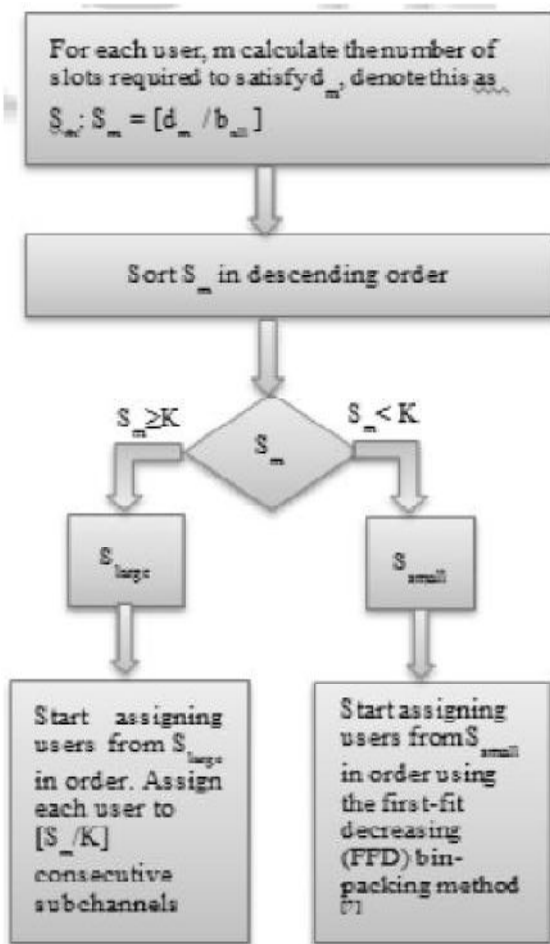 For each user, m calculate the number of
slots required to satisfy d_m, denote this as
S_m; S_m = [d_m /b_all]
Sort S_m in descending order
S_m≥K
S_m< K
S_m
S_large
S_small
Start assigning
users from S_large
in order. Assign
each user to
[S_m/K]
consecutive
subchannels
Start assigning
users from S_small
in order using
the first-fit
decreasing
(FFD) bin-
packing method
[7]